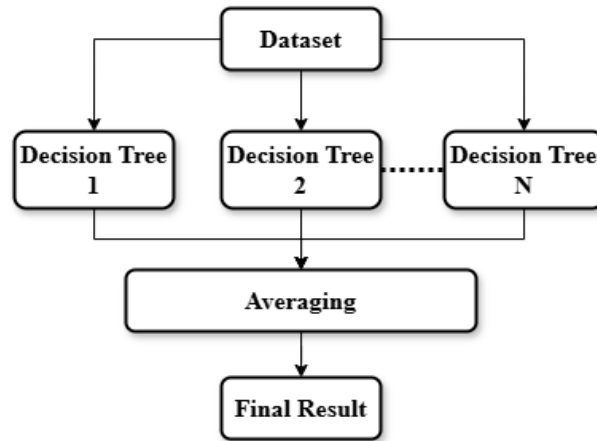 Dataset
Decision Tree
1
Decision Tree
2
Decision Tree
N
Averaging
Final Result